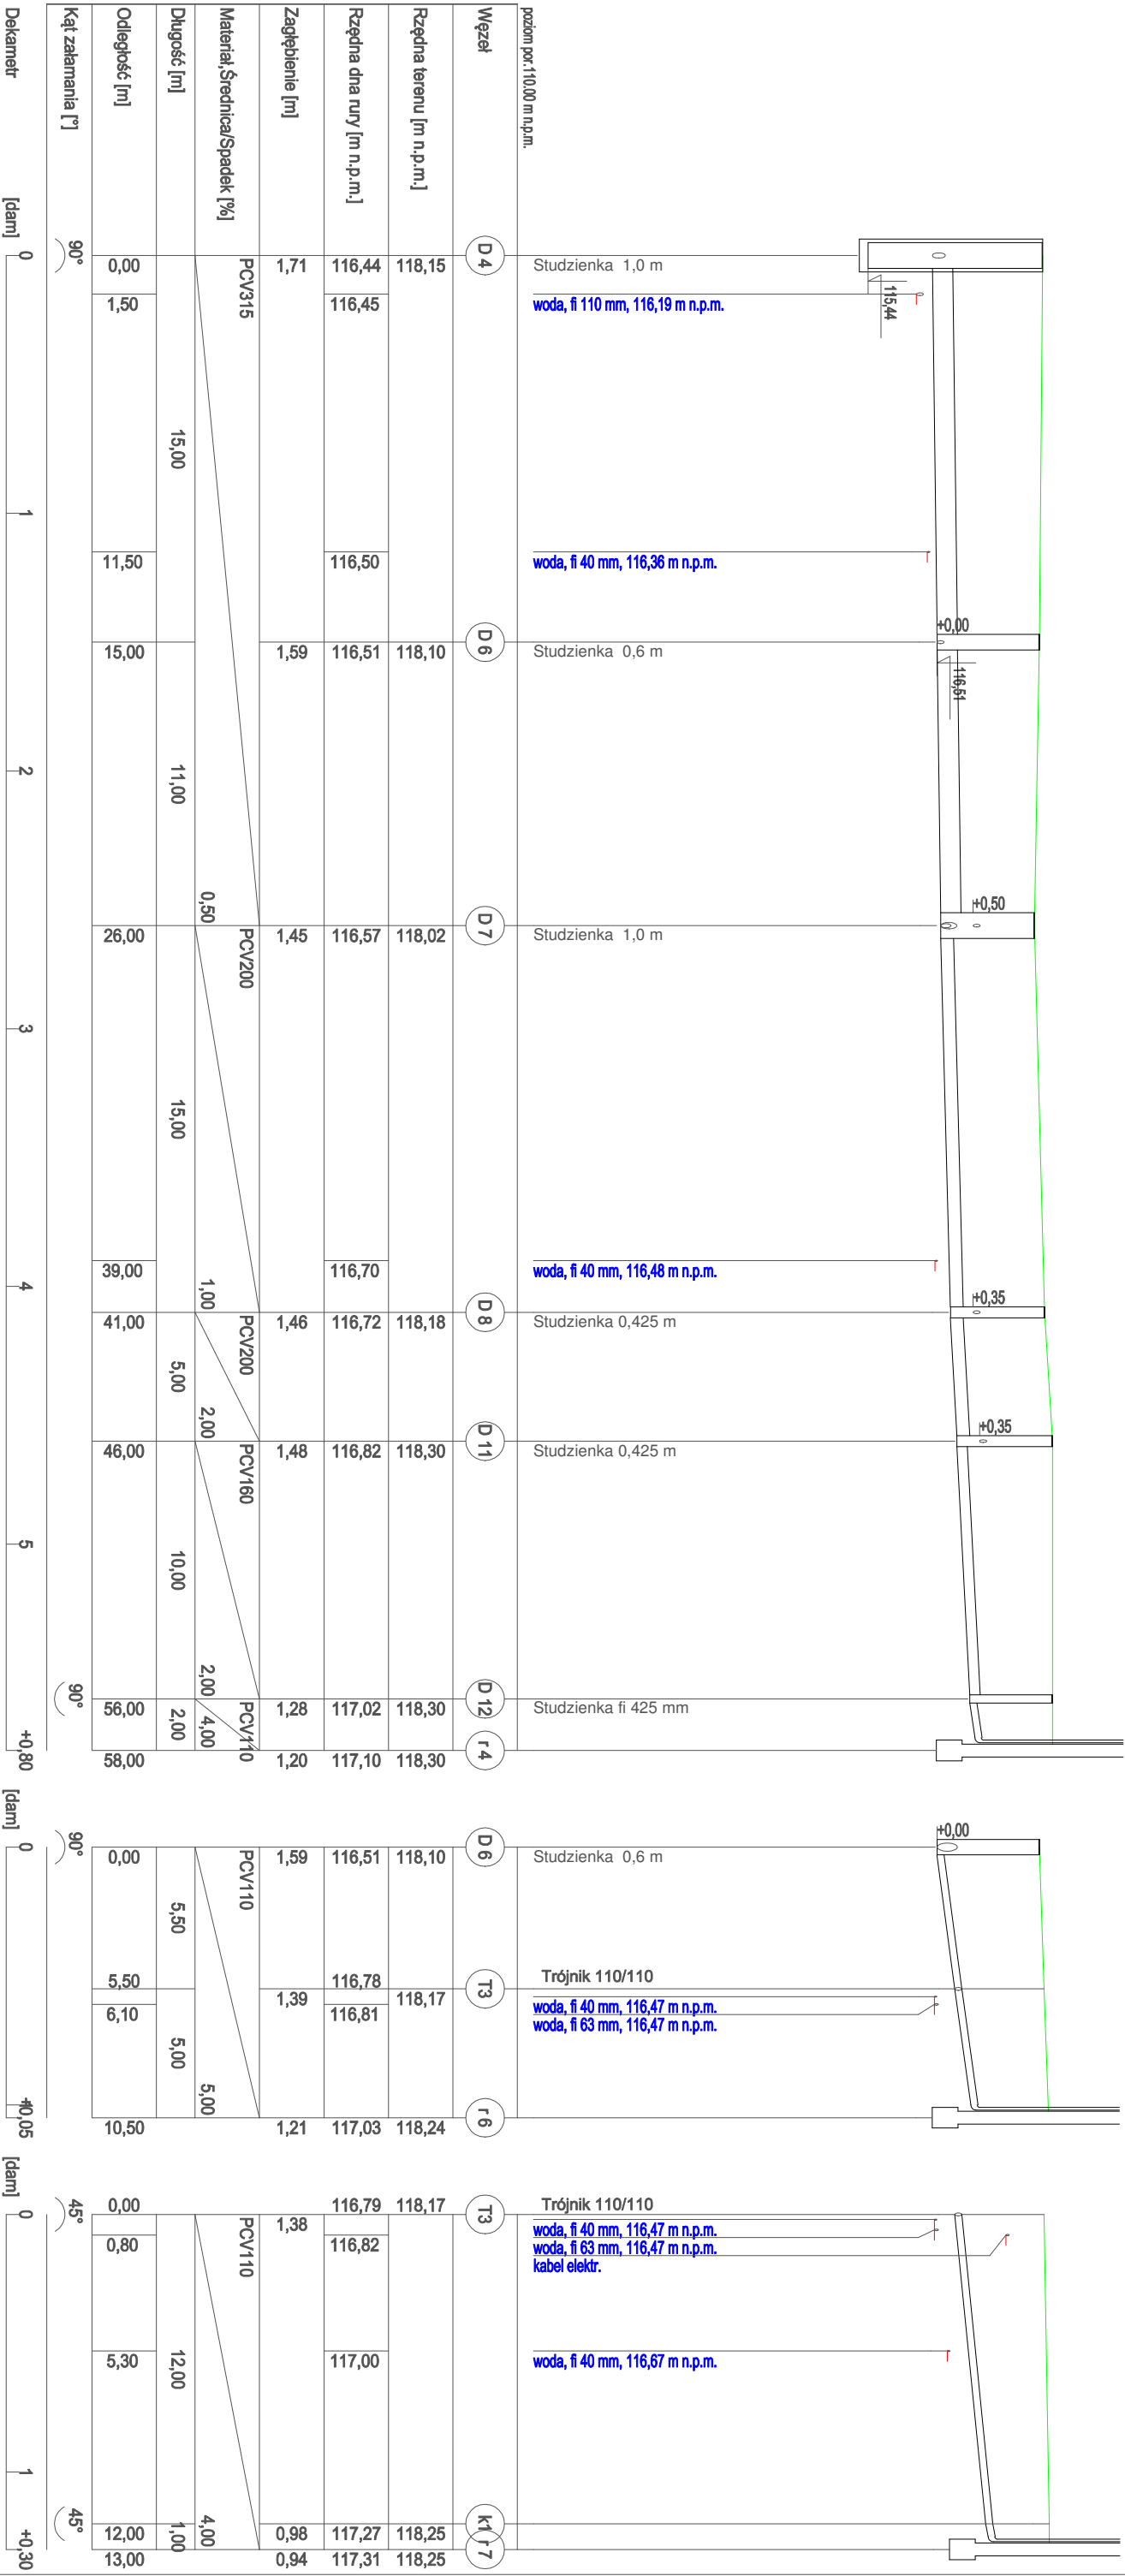 poziom por.110.00 m n.p.m.
Węzeł
Rzędna terenu [m n.p.m.]
Rzędna dna rury [m n.p.m.]
Zagłębienie [m]
Materiał,Średnica/Spadek [%]
Długość [m]
Odległość [m]
Kąt załamania [°]
Dekametr
[dam]
115,44
+0,00
116,51
+0,50
+0,35
+0,35
Studzienka 1,0 m
woda, fi 110 mm, 116,19 m n.p.m.
woda, fi 40 mm, 116,36 m n.p.m.
Studzienka 0,6 m
Studzienka 1,0 m
woda, fi 40 mm, 116,48 m n.p.m.
Studzienka 0,425 m
Studzienka 0,425 m
Studzienka fi 425 mm
D 4
D 6
D 7
D 8
D 11
D 12
r 4
118,15
118,10
118,02
118,18
118,30
118,30
118,30
116,44
116,45
116,50
116,51
116,57
116,70
116,72
116,82
117,02
117,10
1,71
1,59
1,45
1,46
1,48
1,28
1,20
PCV315
0,50
PCV200
1,00
PCV200
2,00
PCV160
2,00
PCV110
4,00
15,00
11,00
15,00
5,00
10,00
2,00
0,00
1,50
11,50
15,00
26,00
39,00
41,00
46,00
56,00
58,00
90°
90°
0
1
2
3
4
5
+0,80
+0,00
Studzienka 0,6 m
Trójnik 110/110
woda, fi 40 mm, 116,47 m n.p.m.
woda, fi 63 mm, 116,47 m n.p.m.
D 6
T3
r 6
118,10
118,17
118,24
116,51
116,78
116,81
117,03
1,59
1,39
1,21
PCV110
5,00
5,50
5,00
0,00
5,50
6,10
10,50
90°
[dam]
0
+0,05
Trójnik 110/110
woda, fi 40 mm, 116,47 m n.p.m.
woda, fi 63 mm, 116,47 m n.p.m.
kabel elektr.
woda, fi 40 mm, 116,67 m n.p.m.
T3
k1
r 7
118,17
118,25
118,25
116,79
116,82
117,00
117,27
117,31
1,38
0,98
0,94
PCV110
4,00
12,00
1,00
0,00
0,80
5,30
12,00
13,00
45°
45°
[dam]
0
1
+0,30